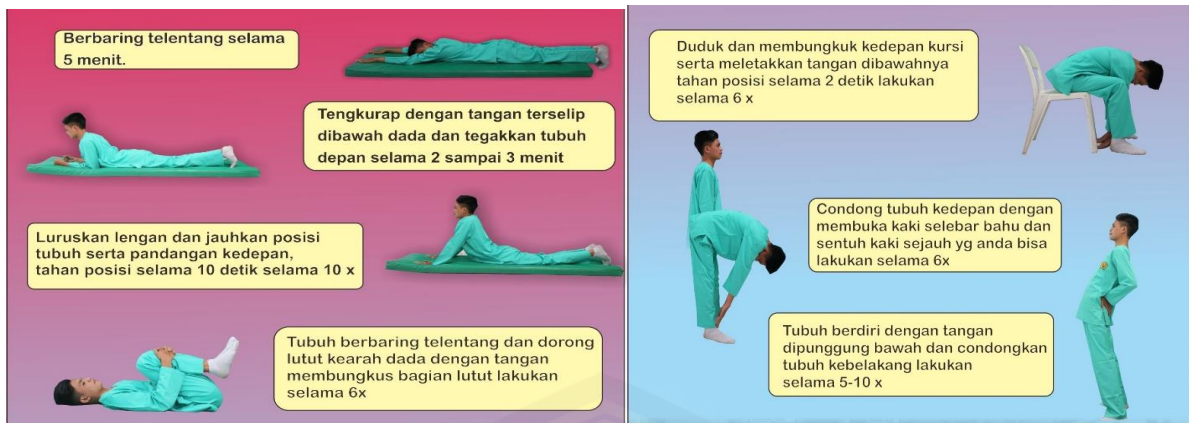 Berbaring telentang selama
5 menit.
Tengkurap dengan tangan terselip
dibawah dada dan tegakkan tubuh
depan selama 2 sampai 3 menit
Luruskan lengan dan jauhkan posisi
tubuh serta pandangan kedepan,
tahan posisi selama 10 detik selama 10 x
Tubuh berbaring telentang dan dorong
lutut kearah dada dengan tangan
membungkus bagian lutut lakukan
selama 6x
Duduk dan membungkuk kedepan kursi
serta meletakkan tangan dibawahnya
tahan posisi selama 2 detik lakukan
selama 6 x
Condong tubuh kedepan dengan
membuka kaki selebar bahu dan
sentuh kaki sejauh yg anda bisa
lakukan selama 6x
Tubuh berdiri dengan tangan
dipunggung bawah dan condongkan
tubuh kebelakang lakukan
selama 5-10 x